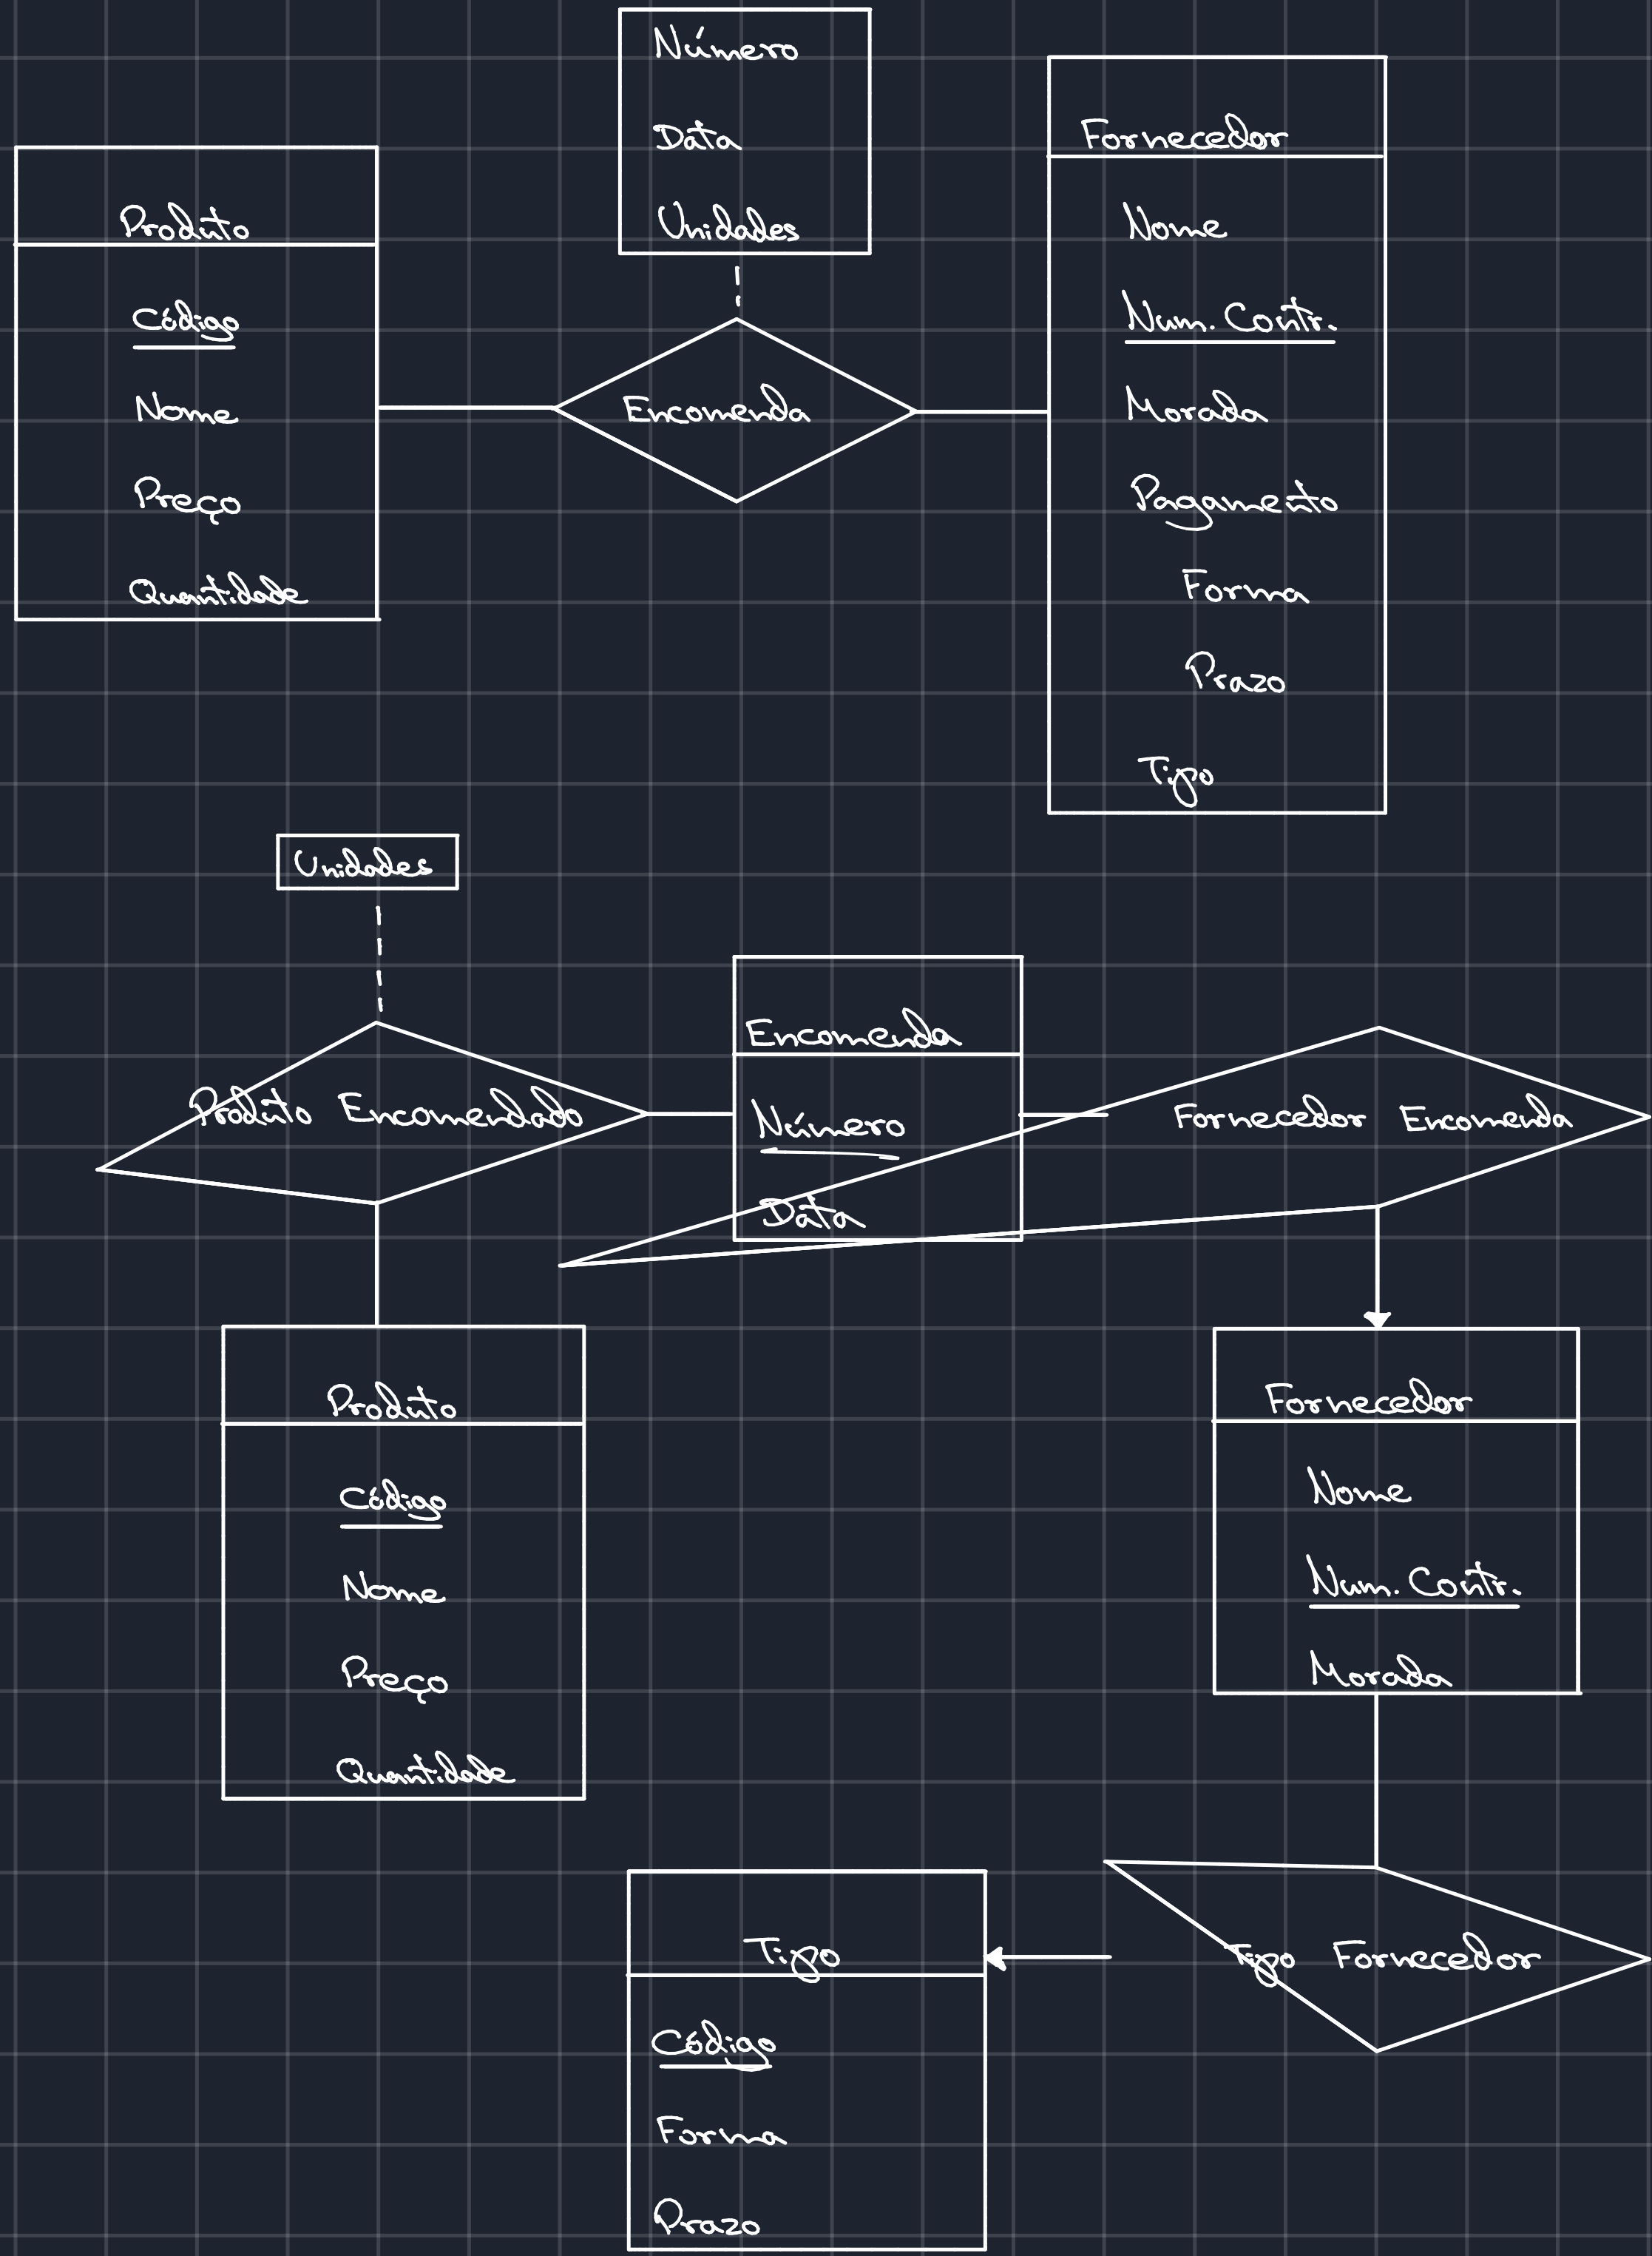 Número
Data
Unidades
Produto
Código
Nome
Preço
Quantidade
Encomenda
Fornecedor
Nome
Num. Contr.
Morada
Pagamento
Forma
Prazo
Tipo
Unidades
Produto Encomendado
Encomenda
Número
Data
Fornecedor Encomenda
Produto
Código
Nome
Preço
Quantidade
Fornecedor
Nome
Num. Contr.
Morada
Tipo Fornecedor
Tipo
Código
Forma
Prazo